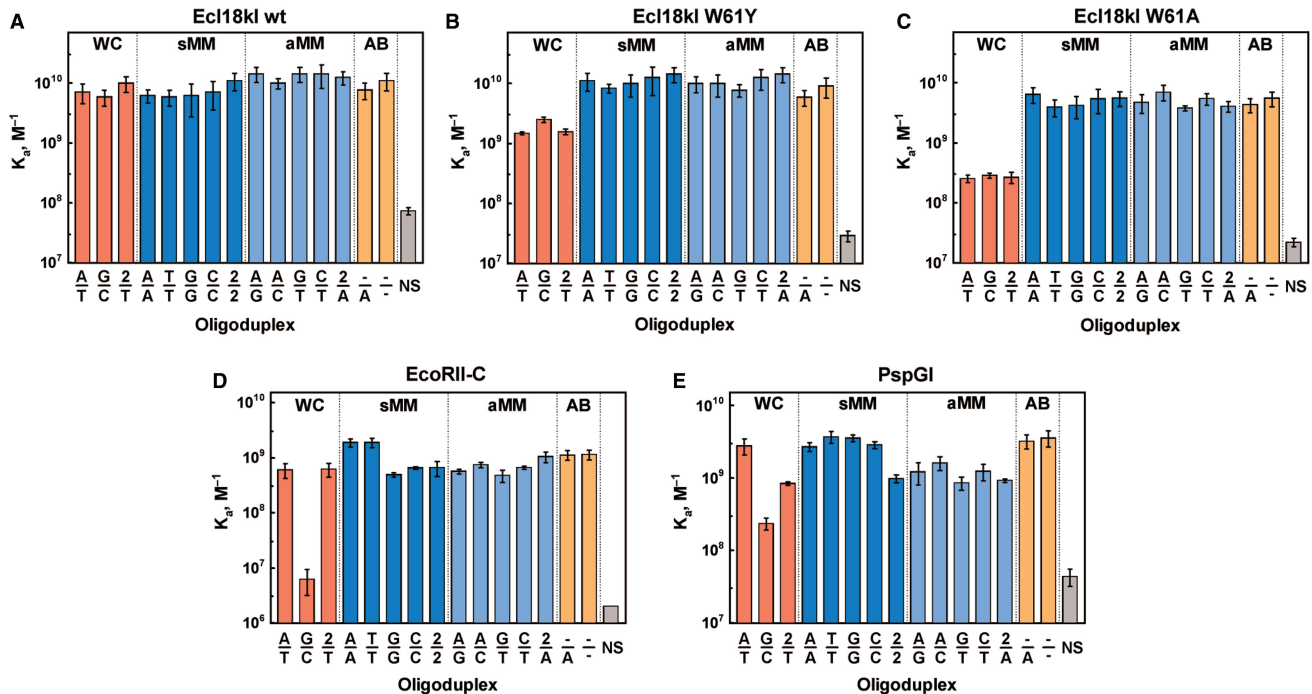 A
Ecl18kI wt
WC sMM aMM AB
10¹⁰
10⁹
10⁸
10⁷
Kₐ, M⁻¹
A G 2 A T G C 2 A A G C 2 - -
T C T A T G C 2 G C T T A A - NS
Oligoduplex
B
Ecl18kI W61Y
WC sMM aMM AB
10¹⁰
10⁹
10⁸
10⁷
Kₐ, M⁻¹
A G 2 A T G C 2 A A G C 2 - -
T C T A T G C 2 G C T T A A - NS
Oligoduplex
C
Ecl18kI W61A
WC sMM aMM AB
10¹⁰
10⁹
10⁸
10⁷
Kₐ, M⁻¹
A G 2 A T G C 2 A A G C 2 - -
T C T A T G C 2 G C T T A A - NS
Oligoduplex
D
EcoRII-C
WC sMM aMM AB
10¹⁰
10⁹
10⁸
10⁷
10⁶
Kₐ, M⁻¹
A G 2 A T G C 2 A A G C 2 - -
T C T A T G C 2 G C T T A A - NS
Oligoduplex
E
PspGI
WC sMM aMM AB
10¹⁰
10⁹
10⁸
10⁷
Kₐ, M⁻¹
A G 2 A T G C 2 A A G C 2 - -
T C T A T G C 2 G C T T A A - NS
Oligoduplex